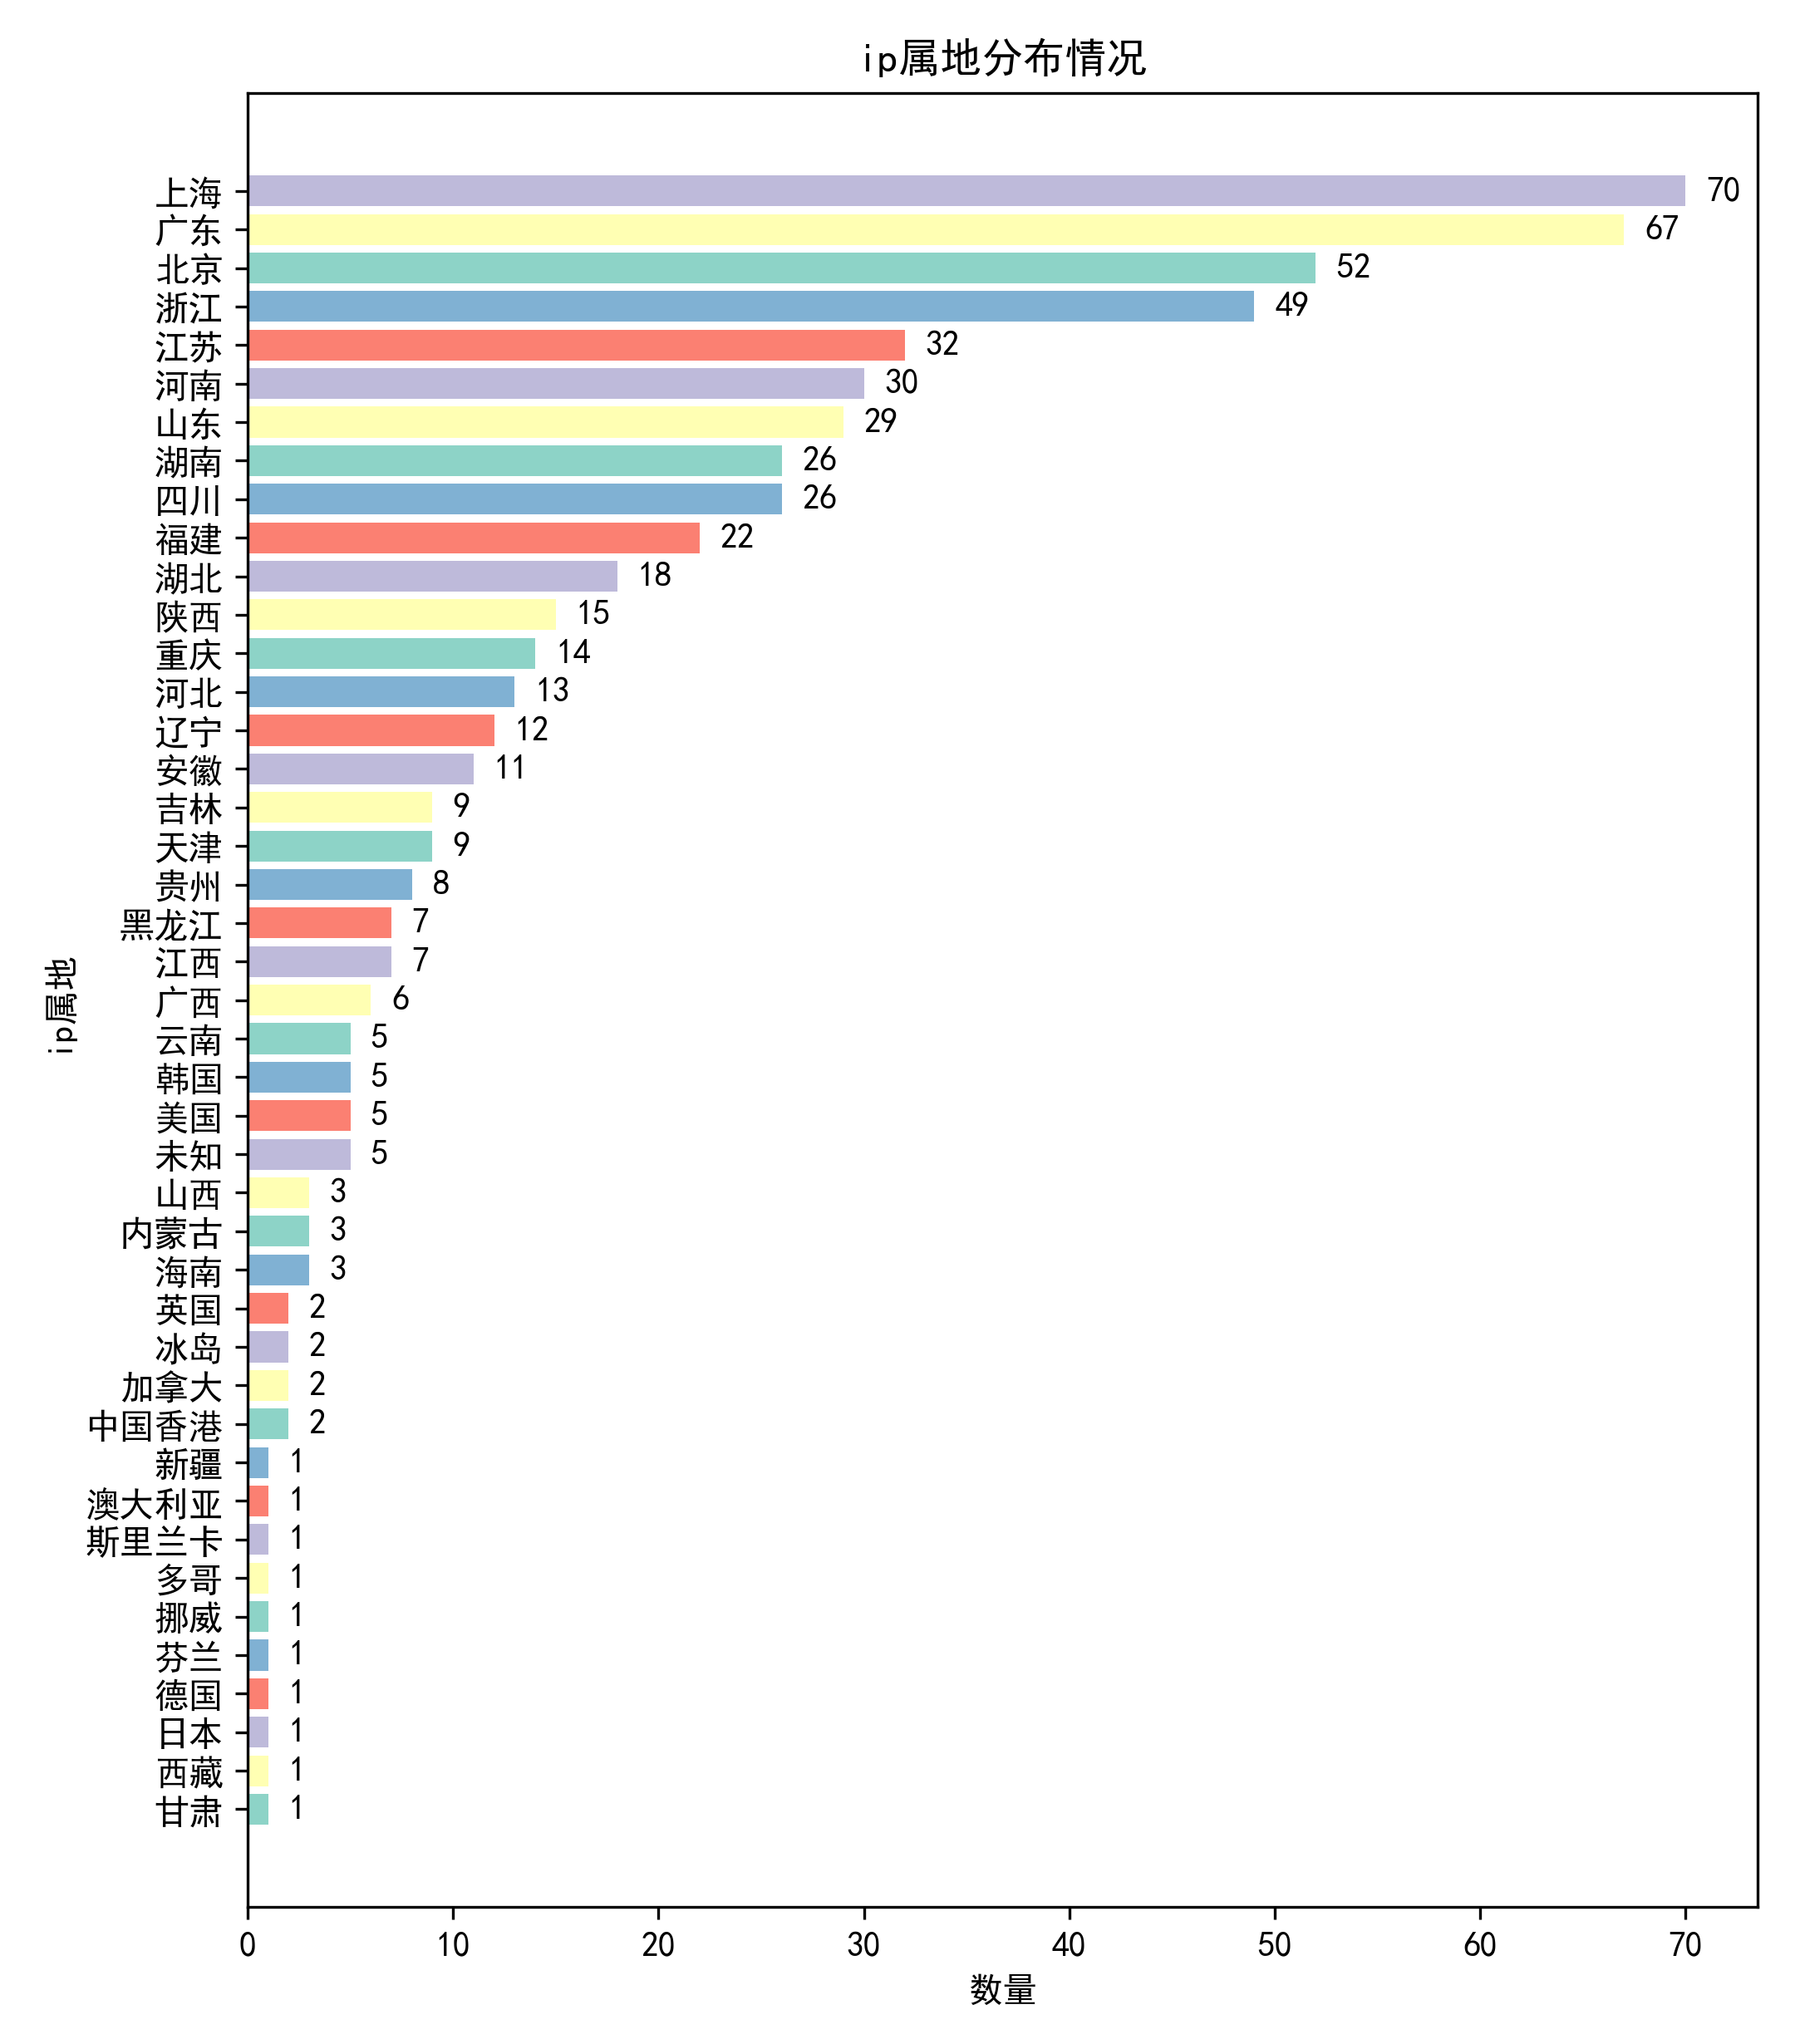 ip属地分布情况
上海 70
广东 67
北京 52
浙江 49
江苏 32
河南 30
山东 29
湖南 26
四川 26
福建 22
湖北 18
陕西 15
重庆 14
河北 13
辽宁 12
安徽 11
吉林 9
天津 9
贵州 8
黑龙江 7
江西 7
广西 6
云南 5
韩国 5
美国 5
未知 5
山西 3
内蒙古 3
海南 3
英国 2
冰岛 2
加拿大 2
中国香港 2
新疆 1
澳大利亚 1
斯里兰卡 1
多哥 1
挪威 1
芬兰 1
德国 1
日本 1
西藏 1
甘肃 1
ip属地
0 10 20 30 40 50 60 70
数量